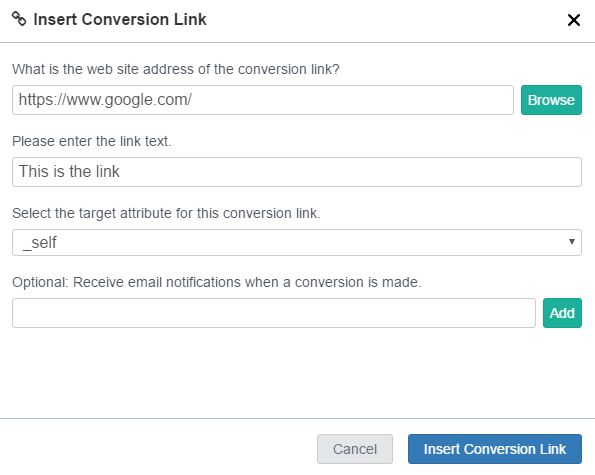 Insert Conversion Link
What is the web site address of the conversion link?
https://www.google.com/
Browse
Please enter the link text.
This is the link
Select the target attribute for this conversion link.
_self
Optional: Receive email notifications when a conversion is made.
Add
Cancel
Insert Conversion Link